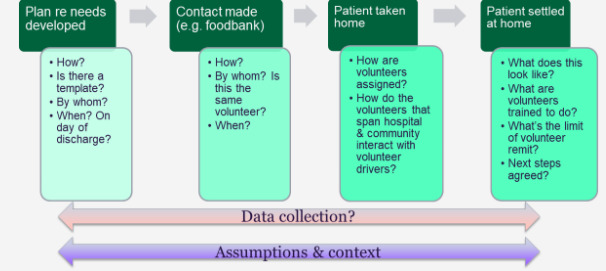 Plan re needs
developed
• How?
• Is there a
template?
• By whom?
• When? On
day of
discharge?
Contact made
(e.g. foodbank)
• How?
• By whom? Is
this the
same
volunteer?
• When?
Patient taken
home
• How are
volunteers
assigned?
• How do the
volunteers that
span hospital
& community
interact with
volunteer
drivers?
Patient settled
at home
• What does this
look like?
• What are
volunteers
trained to do?
• What's the limit
of volunteer
remit?
• Next steps
agreed?
Data collection?
Assumptions & context